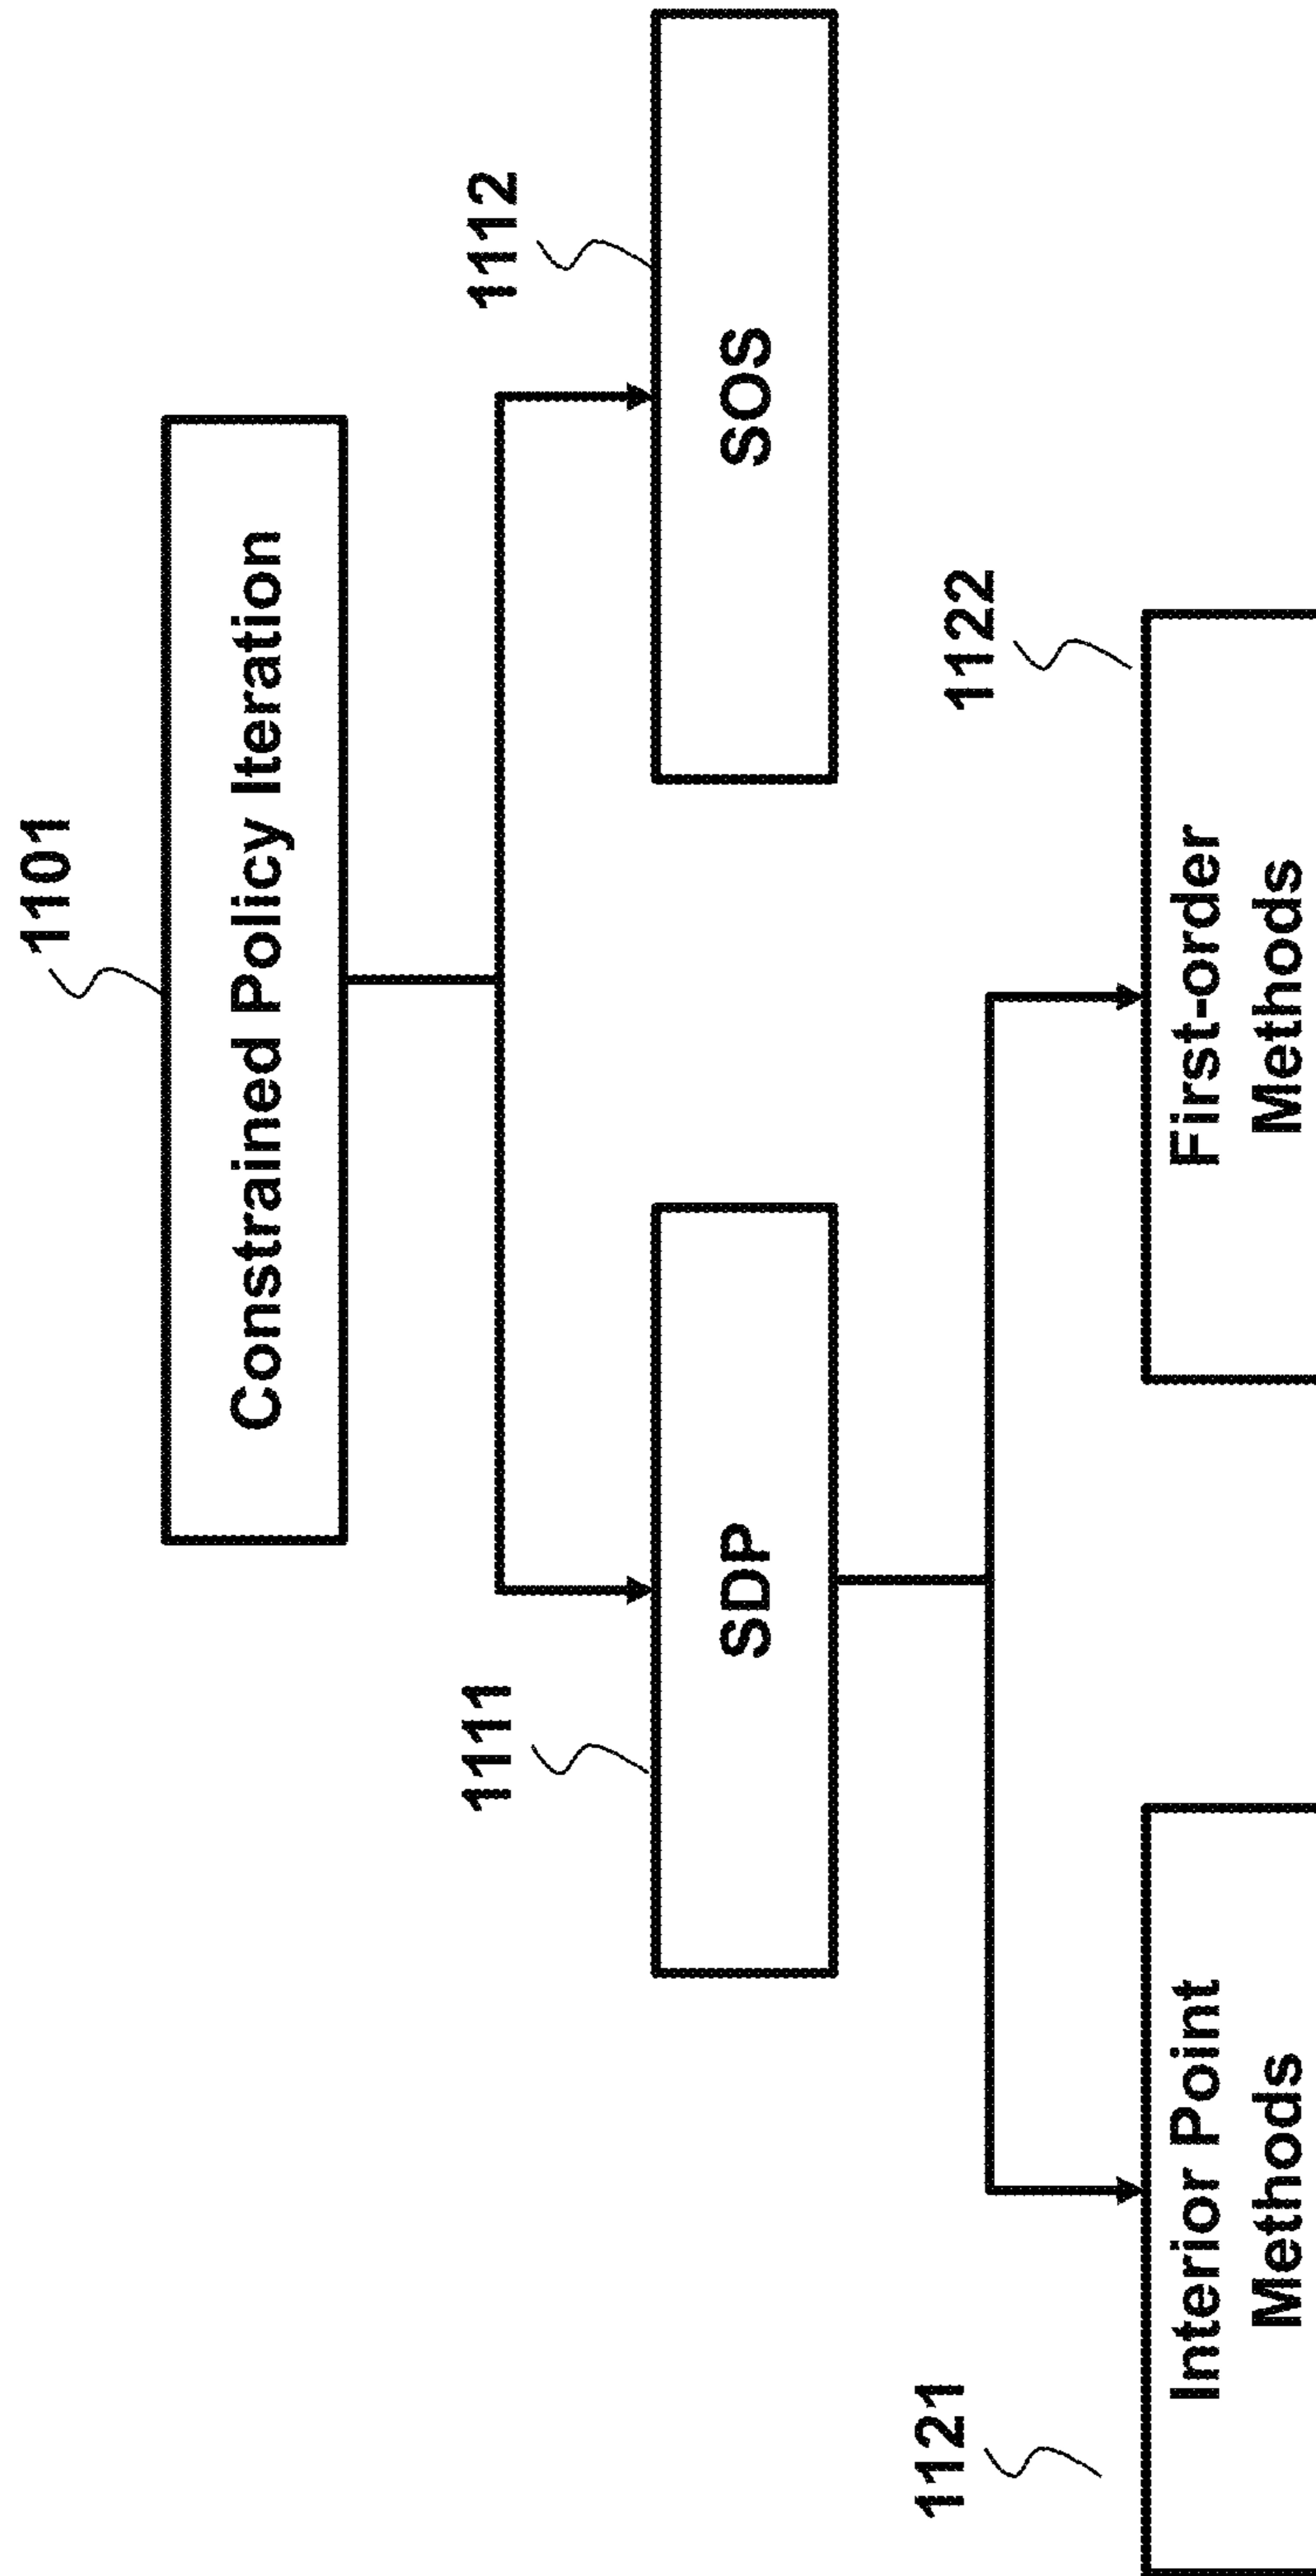 1101
Constrained Policy Iteration
1111
SDP
1112
SOS
1121
Interior Point
Methods
1122
First-order
Methods